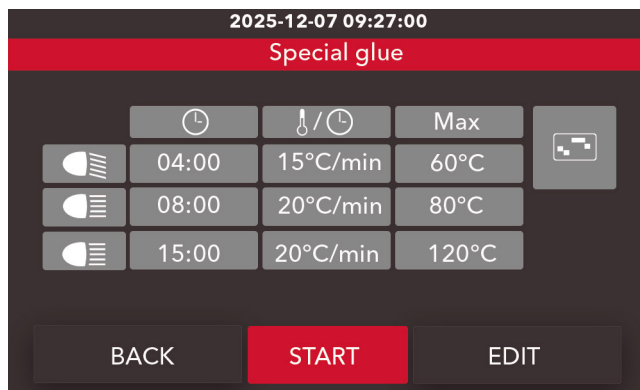 2025-12-07 09:27:00
Special glue
/ Max
04:00 15°C/min 60°C
08:00 20°C/min 80°C
15:00 20°C/min 120°C
BACK START EDIT